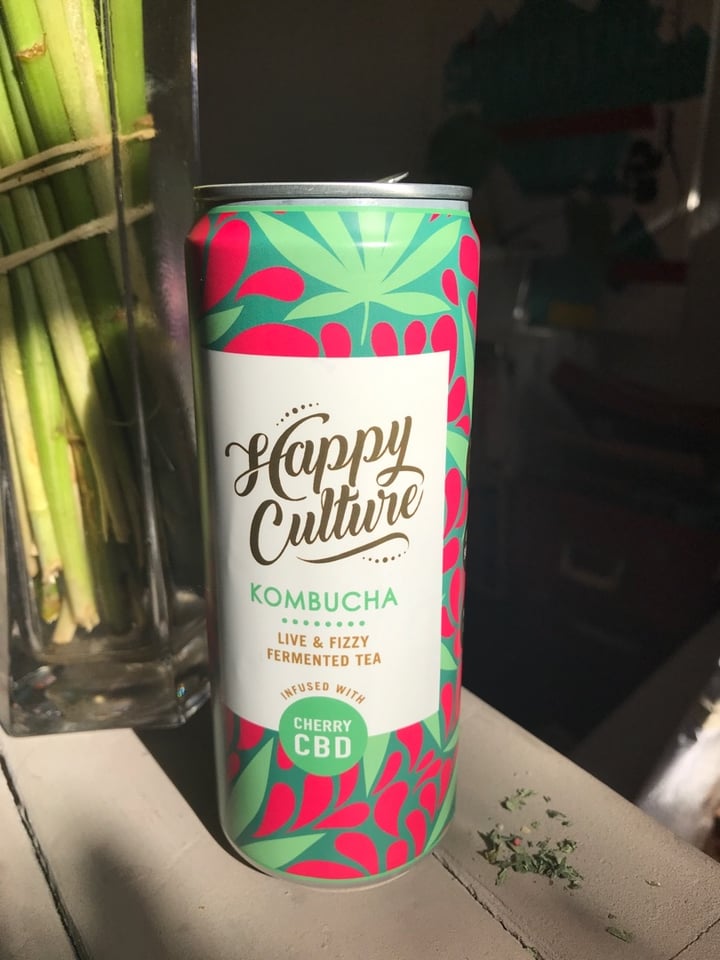 Happy
Culture
KOMBUCHA
LIVE & FIZZY
FERMENTED TEA
INFUSED WITH
CHERRY
CBD